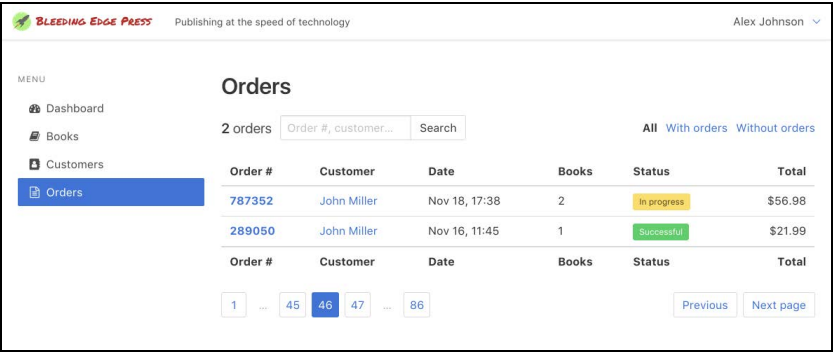 BLEEDING EDGE PRESS Publishing at the speed of technology Alex Johnson
MENU
Dashboard
Books
Customers
Orders
Orders
2 orders Order #, customer... Search All With orders Without orders
Order # Customer Date Books Status Total
787352 John Miller Nov 18, 17:38 2 In progress $56.98
289050 John Miller Nov 16, 11:45 1 Successful $21.99
Order # Customer Date Books Status Total
1 ... 45 46 47 ... 86 Previous Next page